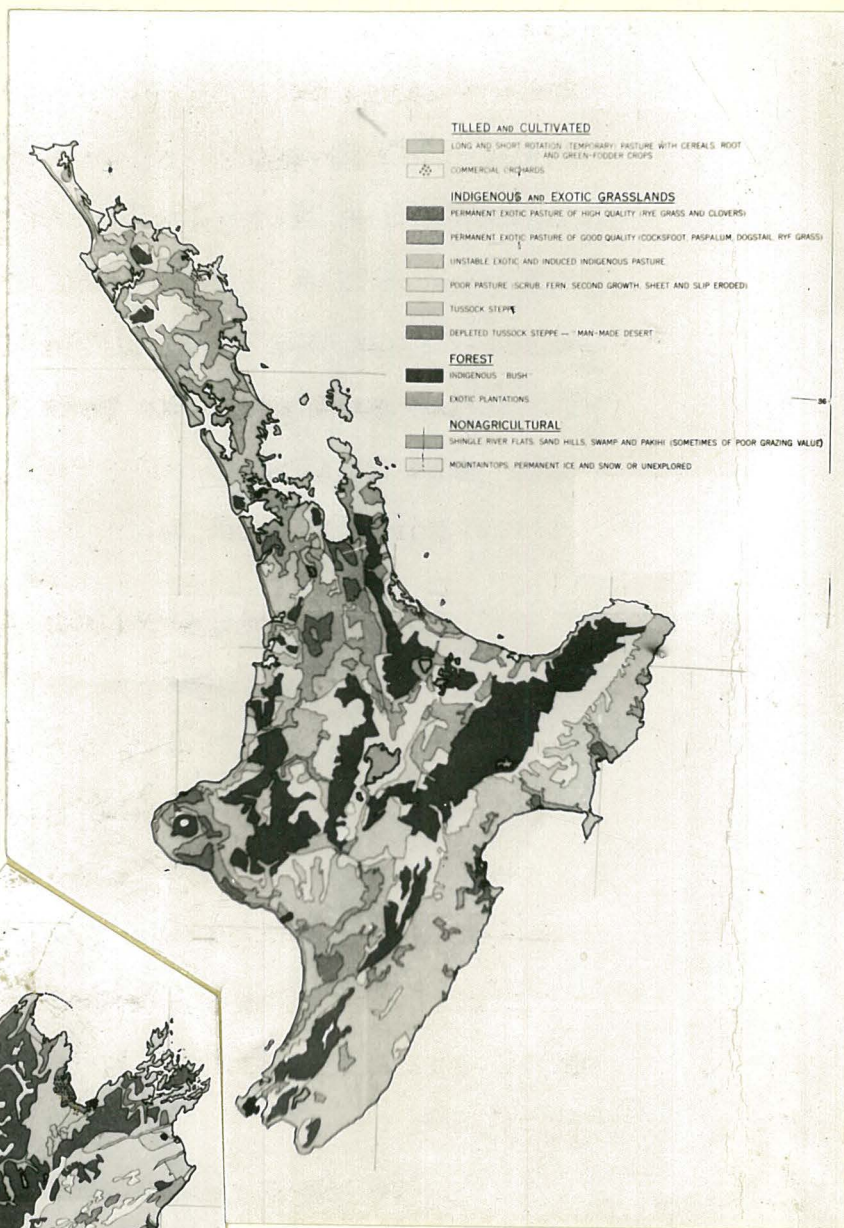 TILLED AND CULTIVATED
LONG AND SHORT ROTATION (TEMPORARY) PASTURE WITH CEREALS, ROOT
AND GREEN-FODDER CROPS
COMMERCIAL ORCHARDS
INDIGENOUS AND EXOTIC GRASSLANDS
PERMANENT EXOTIC PASTURE OF HIGH QUALITY (RYE GRASS AND CLOVERS)
PERMANENT EXOTIC PASTURE OF GOOD QUALITY (COCKSFOOT, PASPALUM, DOGSTAIL, RYE GRASS)
UNSTABLE EXOTIC AND INDUCED INDIGENOUS PASTURE
POOR PASTURE (SCRUB, FERN, SECOND GROWTH, SHEET AND SLIP ERODED)
TUSSOCK STEPPE
DEPLETED TUSSOCK STEPPE — "MAN-MADE DESERT"
FOREST
INDIGENOUS "BUSH"
EXOTIC PLANTATIONS
36
NONAGRICULTURAL
SHINGLE RIVER FLATS, SAND HILLS, SWAMP AND PAKIHI (SOMETIMES OF POOR GRAZING VALUE)
MOUNTAINTOPS, PERMANENT ICE AND SNOW, OR UNEXPLORED